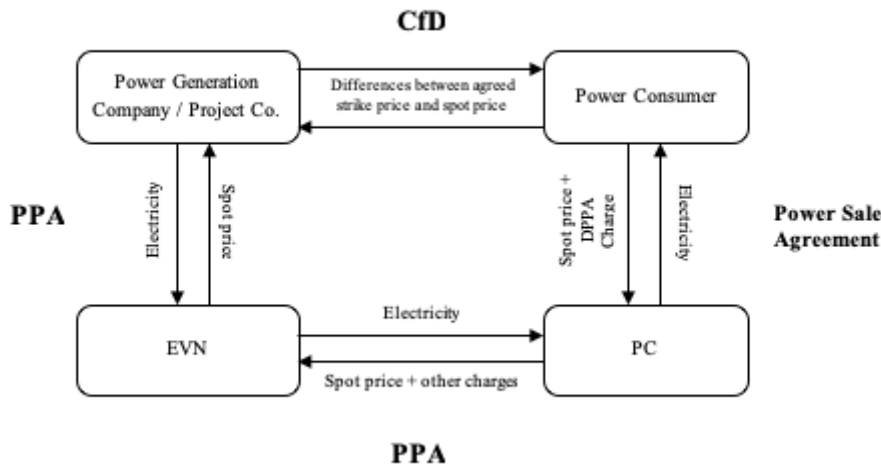 CfD
Power Generation
Company / Project Co.
Differences between agreed
strike price and spot price
Power Consumer
PPA
Electricity
Spot price
Spot price +
DPPA
Charge
Electricity
Power Sale
Agreement
EVN
Electricity
Spot price + other charges
PC
PPA